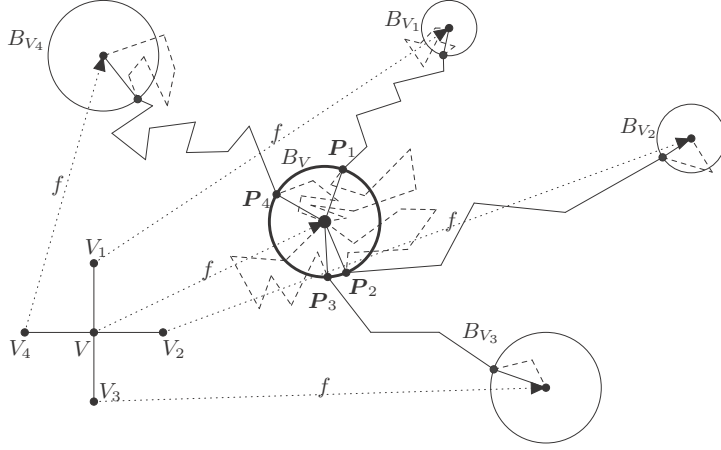 f
B_{V_1}
B_{V_4}
B_{V_2}
f
B_V
P_1
f
P_4
f
V_1
f
P_2
P_3
V_4
V
V_2
B_{V_3}
f
V_3